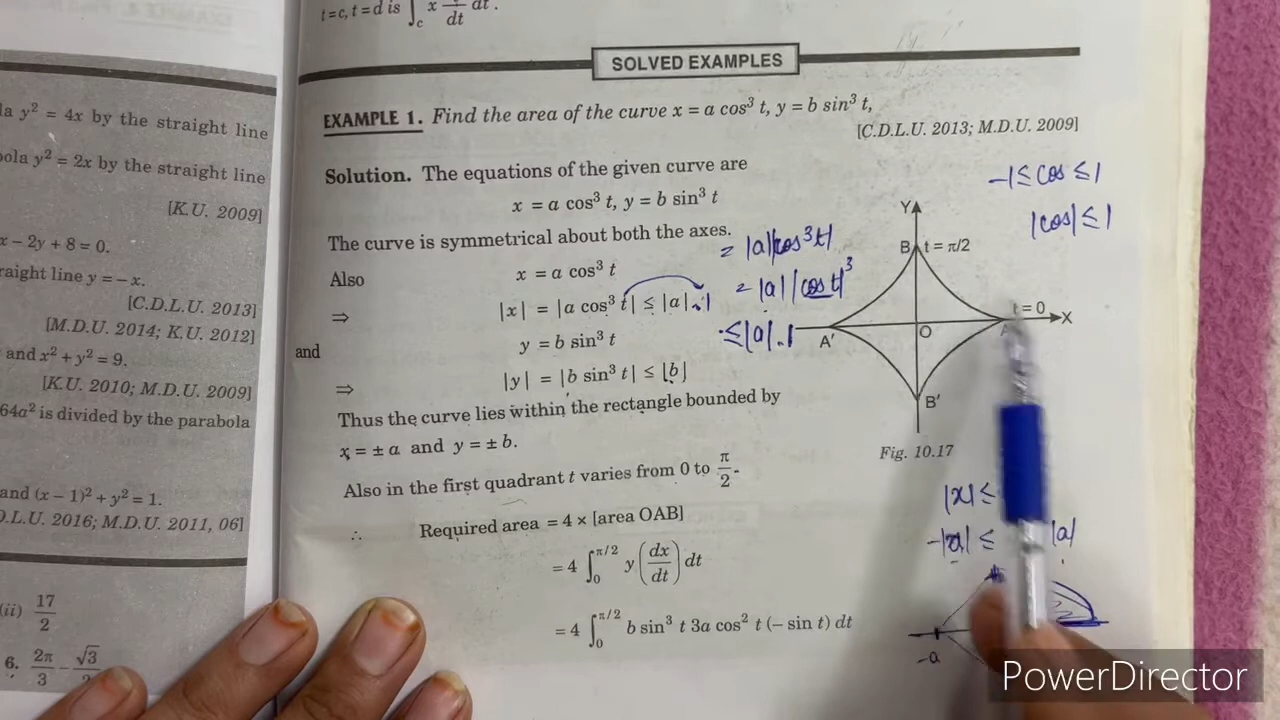 t = c, t = d is ∫c x dt dt.
SOLVED EXAMPLES
EXAMPLE 1. Find the area of the curve x = a cos³ t, y = b sin³ t,
[C.D.L.U. 2013; M.D.U. 2009]
Solution. The equations of the given curve are
x = a cos³ t, y = b sin³ t
The curve is symmetrical about both the axes.
Also x = a cos³ t
⇒ |x| = |a cos³ t| ≤ |a| . 1
and y = b sin³ t
⇒ |y| = |b sin³ t| ≤ |b|
Thus the curve lies within the rectangle bounded by
x = ± a and y = ± b.
Also in the first quadrant t varies from 0 to π/2.
∴ Required area = 4 × [area OAB]
= 4 ∫₀^π/2 y (dx/dt) dt
= 4 ∫₀^π/2 b sin³ t 3a cos² t (– sin t) dt
= |a||cos³t|
= |a| |cos t|³
≤ |a| . 1
-1 ≤ cos ≤ 1
|cos| ≤ 1
Y
B t = π/2
t = 0
X
A' O A
B'
Fig. 10.17
|x| ≤
-|a| ≤ |a|
-a
la y² = 4x by the straight line
bola y² = 2x by the straight line
[K.U. 2009]
x – 2y + 8 = 0.
raight line y = – x.
[C.D.L.U. 2013]
[M.D.U. 2014; K.U. 2012]
and x² + y² = 9.
[K.U. 2010; M.D.U. 2009]
64a² is divided by the parabola
and (x – 1)² + y² = 1.
D.L.U. 2016; M.D.U. 2011, 06]
(ii) 17/2
6. 2π/3 – √3
PowerDirector